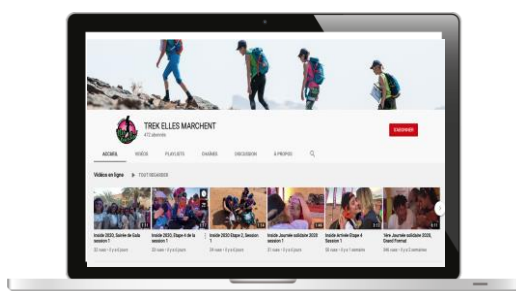 TREK ELLES MARCHENT
412 abonnés
S'ABONNER
ACCUEIL VIDÉOS PLAYLISTS CHAÎNES DISCUSSION À PROPOS
Vidéos en ligne TOUT REGARDER
Inside 2020, Soirée de Gala session 1
Inside 2020, Etape 4 de la session 1
Inside 2020 Etape 2, Session 1
Inside Journée solidaire 2020 session 1
Inside Arrivée Etape 4 Session 1
1ère Journée solidaire 2020, Grand Format